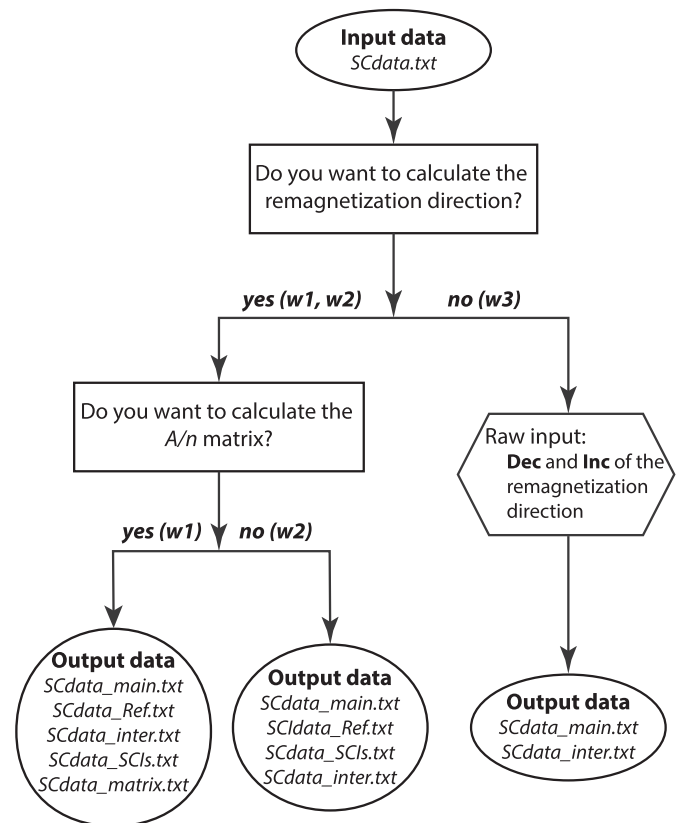 Input data
SCdata.txt
Do you want to calculate the
remagnetization direction?
yes (w1, w2)
no (w3)
Do you want to calculate the
A/n matrix?
Raw input:
Dec and Inc of the
remagnetization
direction
yes (w1)
no (w2)
Output data
SCdata_main.txt
SCdata_Ref.txt
SCdata_inter.txt
SCdata_SCIs.txt
SCdata_matrix.txt
Output data
SCdata_main.txt
SCIdata_Ref.txt
SCdata_SCIs.txt
SCdata_inter.txt
Output data
SCdata_main.txt
SCdata_inter.txt